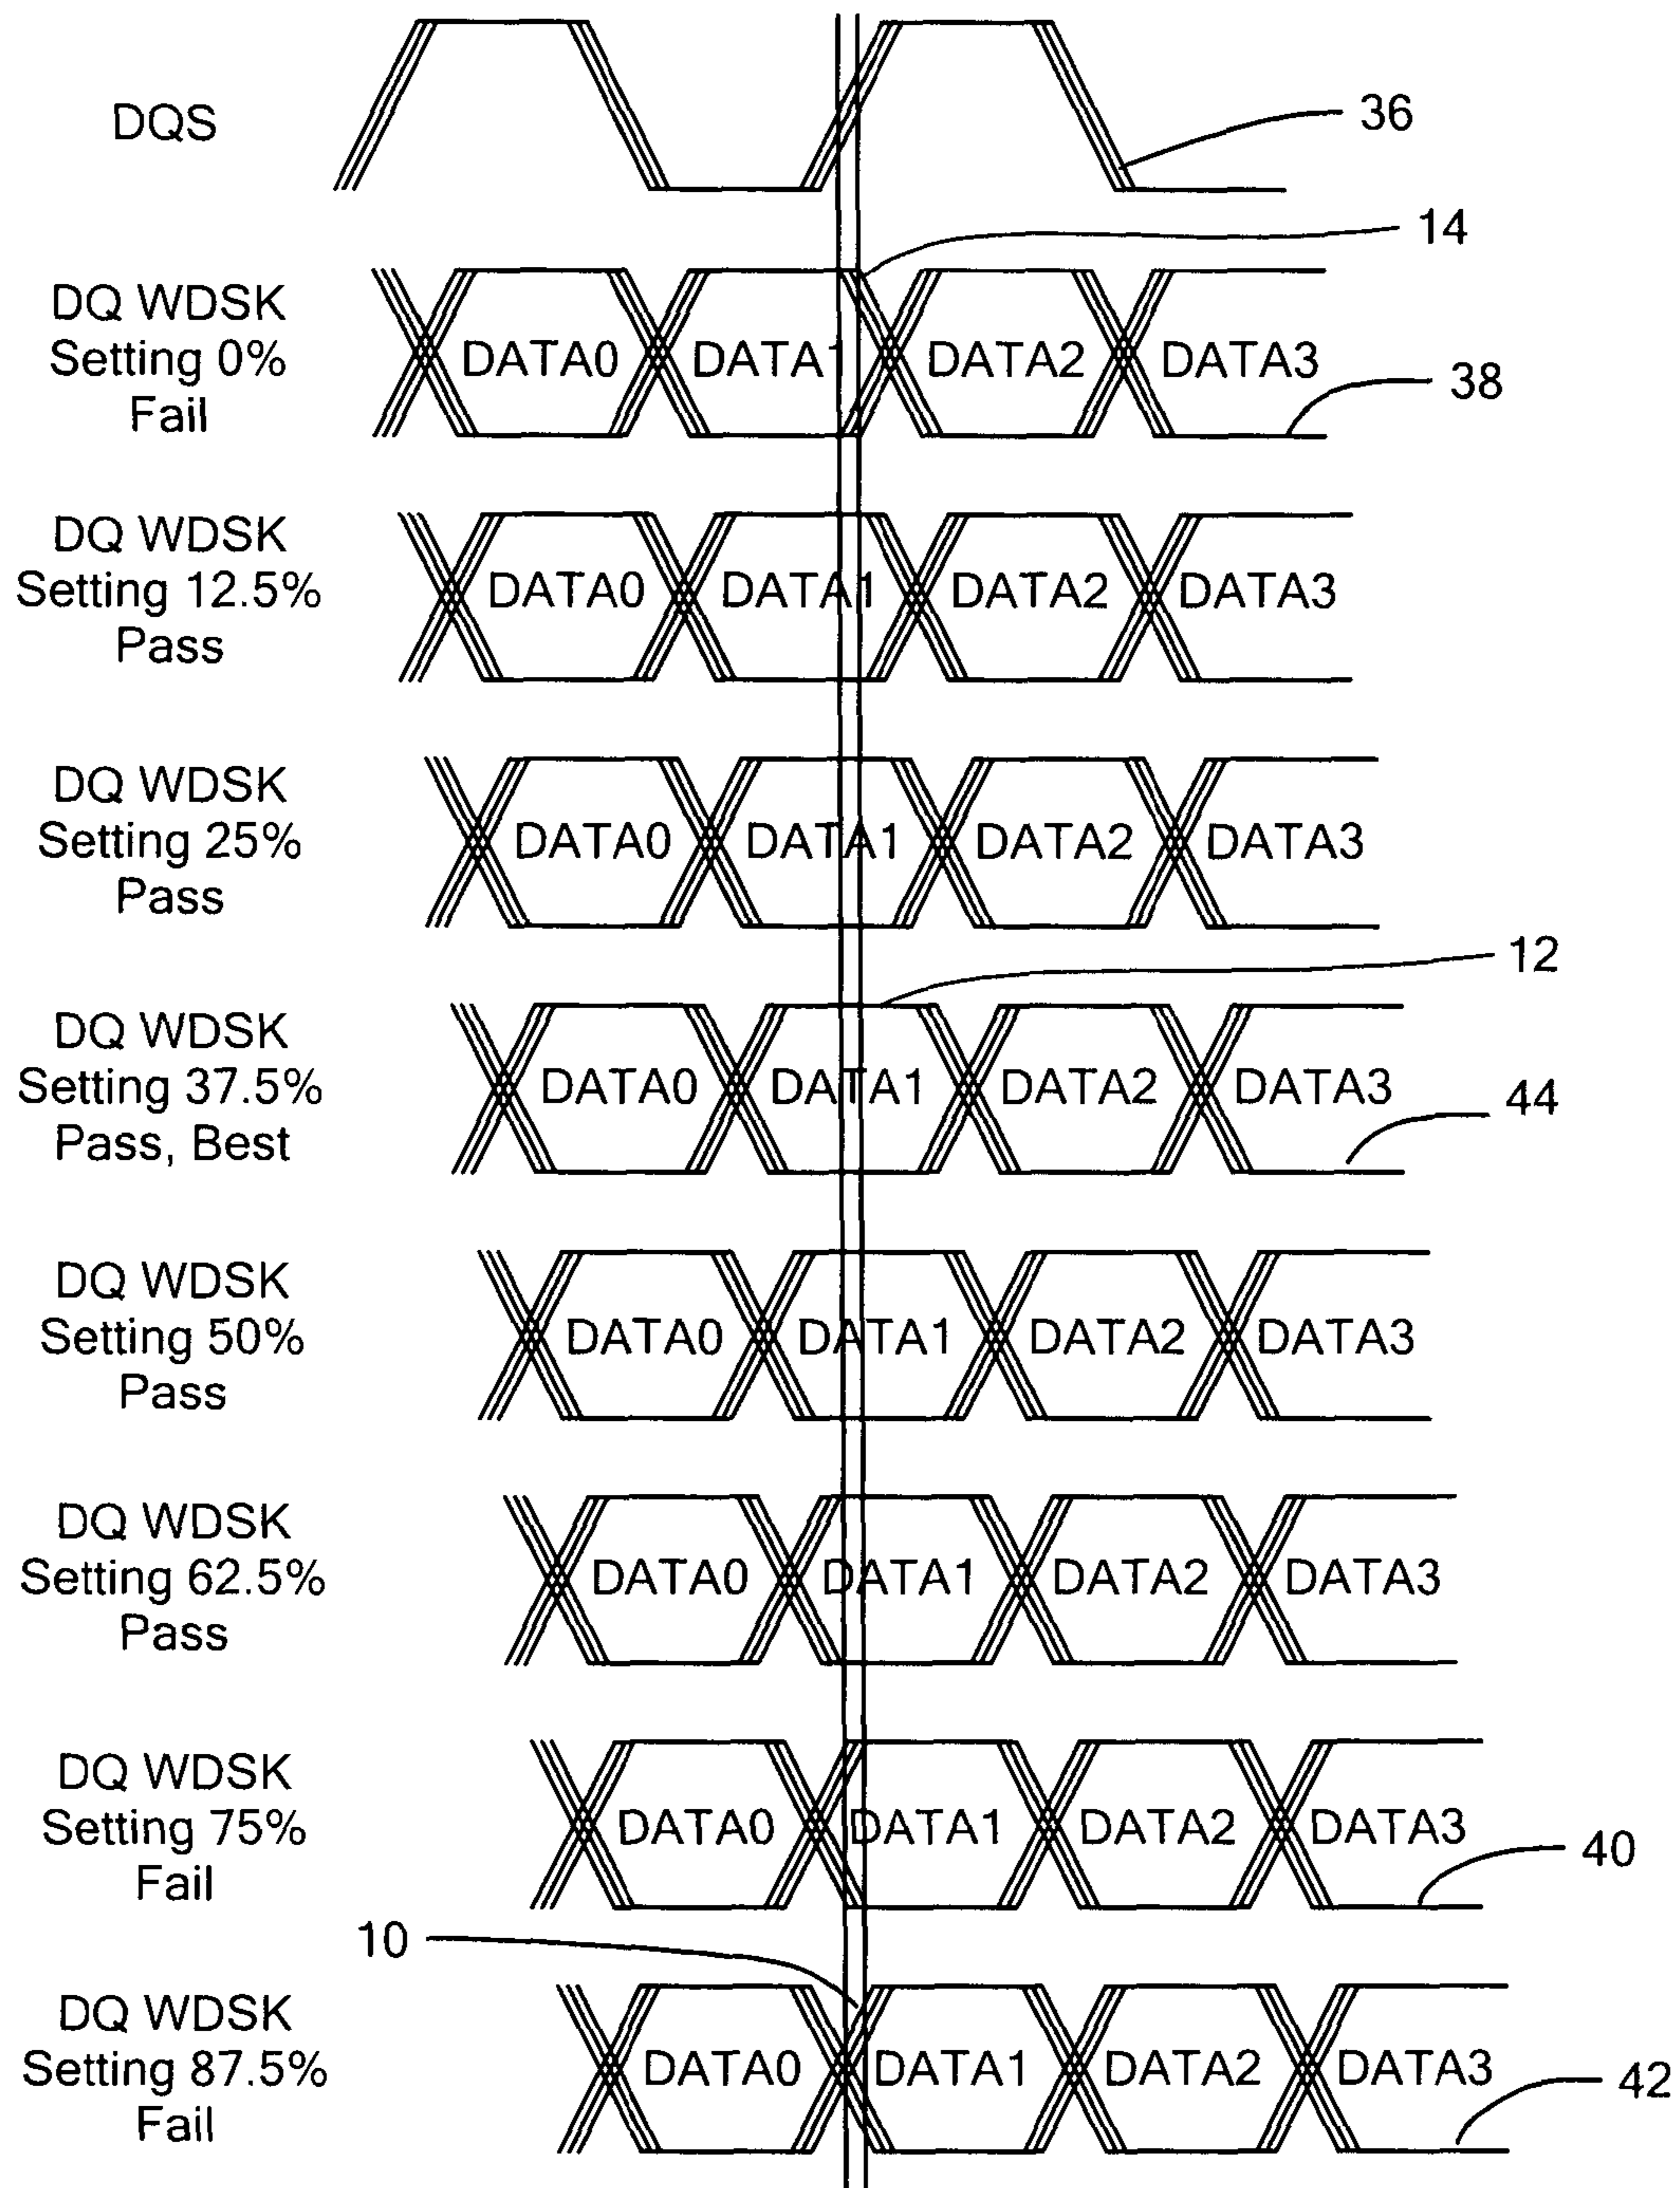 DQS
36
14
DQ WDSK
Setting 0%
Fail
DATA0 DATA1 DATA2 DATA3
38
DQ WDSK
Setting 12.5%
Pass
DATA0 DATA1 DATA2 DATA3
DQ WDSK
Setting 25%
Pass
DATA0 DATA1 DATA2 DATA3
12
DQ WDSK
Setting 37.5%
Pass, Best
DATA0 DATA1 DATA2 DATA3
44
DQ WDSK
Setting 50%
Pass
DATA0 DATA1 DATA2 DATA3
DQ WDSK
Setting 62.5%
Pass
DATA0 DATA1 DATA2 DATA3
DQ WDSK
Setting 75%
Fail
DATA0 DATA1 DATA2 DATA3
40
10
DQ WDSK
Setting 87.5%
Fail
DATA0 DATA1 DATA2 DATA3
42